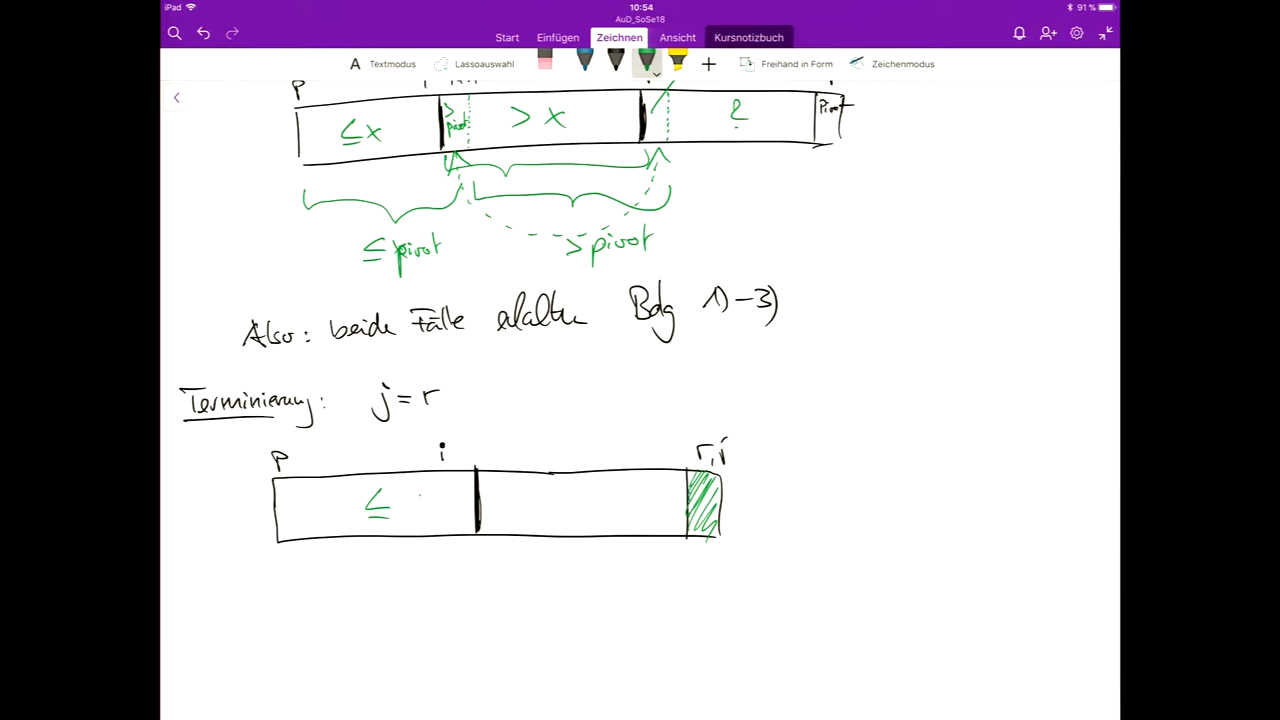 iPad 10:54 91 %
AuD_SoSe18
Start Einfügen Zeichnen Ansicht Kursnotizbuch
A Textmodus Lassoauswahl Freihand in Form Zeichenmodus
p
≤x > pivot > x ? Pivot
≤ pivot > pivot
Also: beide Fälle erhalten Bdg 1)-3)
Terminierung: j = r
p i r, j
≤